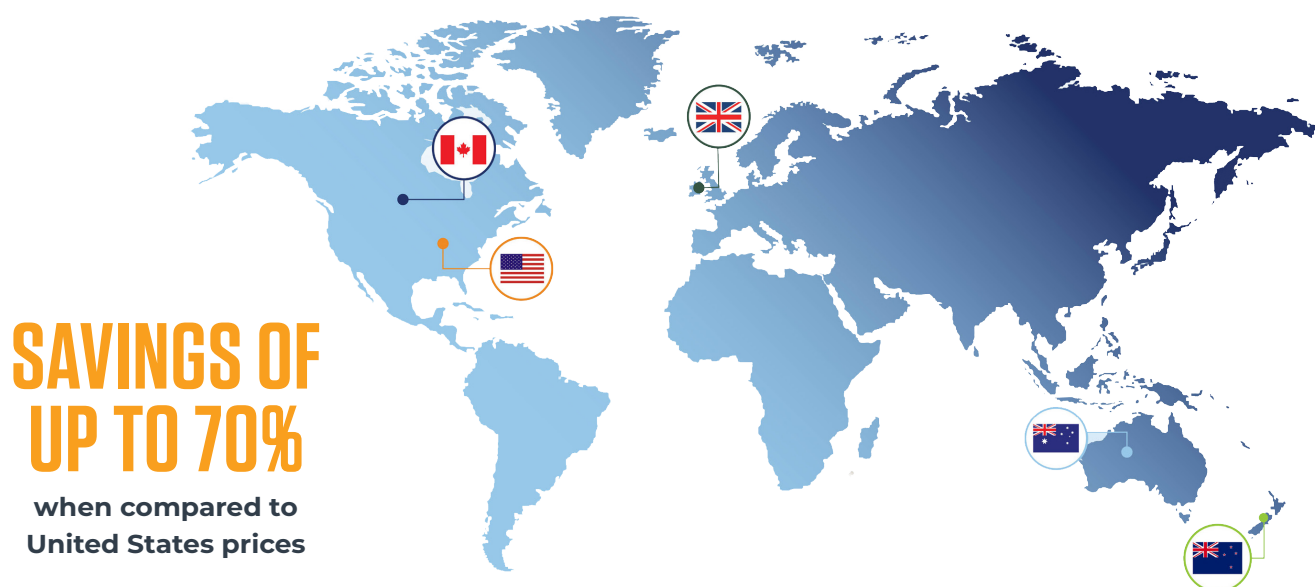 SAVINGS OF
UP TO 70%
when compared to
United States prices